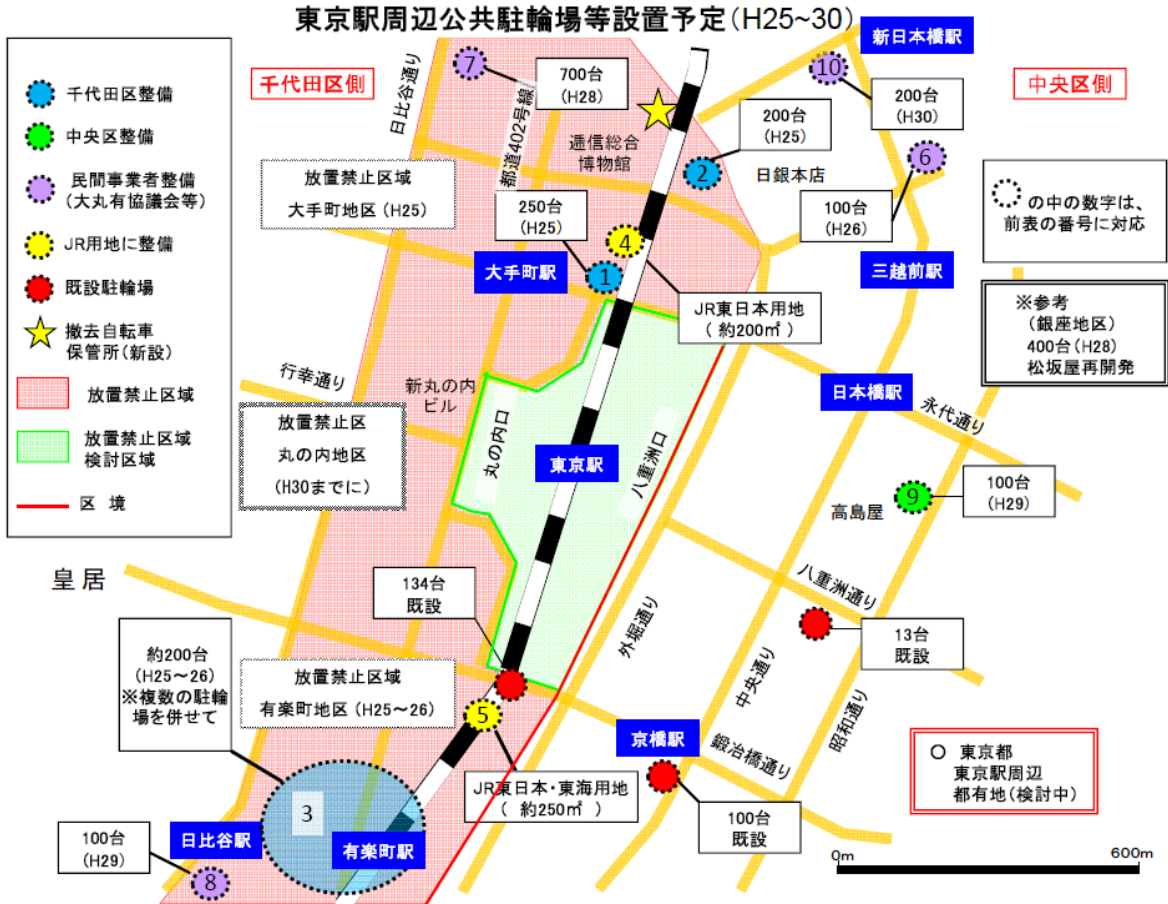 東京駅周辺公共駐輪場等設置予定(H25~30)
千代田区整備
中央区整備
民間事業者整備
(大丸有協議会等)
JR用地に整備
既設駐輪場
撤去自転車
保管所(新設)
放置禁止区域
放置禁止区域
検討区域
区 境
千代田区側
中央区側
日比谷通り
7
700台
(H28)
都道402号線
逓信総合
博物館
新日本橋駅
10
200台
(H30)
200台
(H25)
2
日銀本店
6
100台
(H26)
の中の数字は、
前表の番号に対応
放置禁止区域
大手町地区(H25)
250台
(H25)
4
1
大手町駅
三越前駅
JR東日本用地
(約200㎡)
※参考
(銀座地区)
400台(H28)
松坂屋再開発
行幸通り
新丸の内
ビル
放置禁止区
丸の内地区
(H30までに)
丸の内口
東京駅
八重洲口
日本橋駅
永代通り
高島屋
9
100台
(H29)
皇居
134台
既設
外堀通り
八重洲通り
13台
既設
中央通り
昭和通り
約200台
(H25~26)
※複数の駐輪
場を併せて
放置禁止区域
有楽町地区(H25~26)
5
JR東日本・東海用地
(約250㎡)
京橋駅
鍛冶橋通り
100台
既設
○ 東京都
東京駅周辺
都有地(検討中)
3
日比谷駅
有楽町駅
100台
(H29)
8
0m
600m